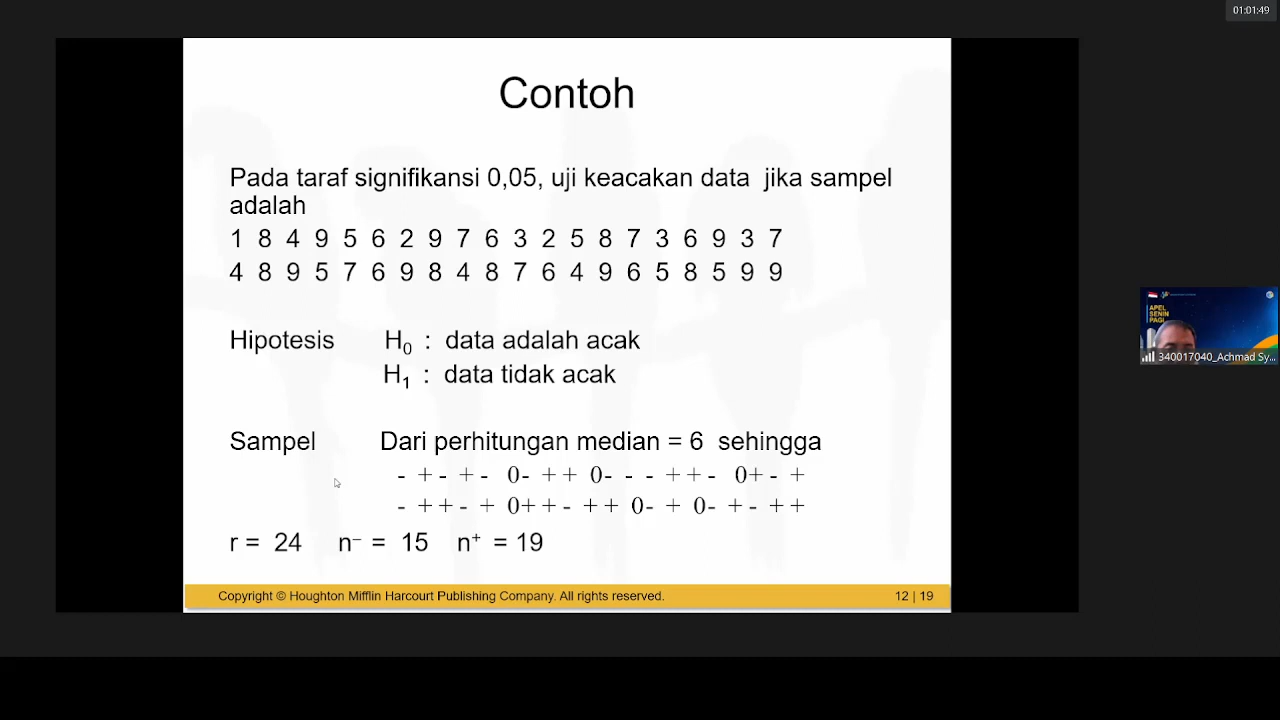 01:01:49
Contoh
Pada taraf signifikansi 0,05, uji keacakan data jika sampel
adalah
1 8 4 9 5 6 2 9 7 6 3 2 5 8 7 3 6 9 3 7
4 8 9 5 7 6 9 8 4 8 7 6 4 9 6 5 8 5 9 9
Hipotesis H₀ : data adalah acak
H₁ : data tidak acak
Sampel Dari perhitungan median = 6 sehingga
- + - + - 0- + + 0- - - + + - 0+ - +
- + + - + 0+ + - + + 0- + 0- + - + +
r = 24 n⁻ = 15 n⁺ = 19
Copyright © Houghton Mifflin Harcourt Publishing Company. All rights reserved. 12 | 19
APEL
SENIN
PAGI
340017040_Achmad Sy...